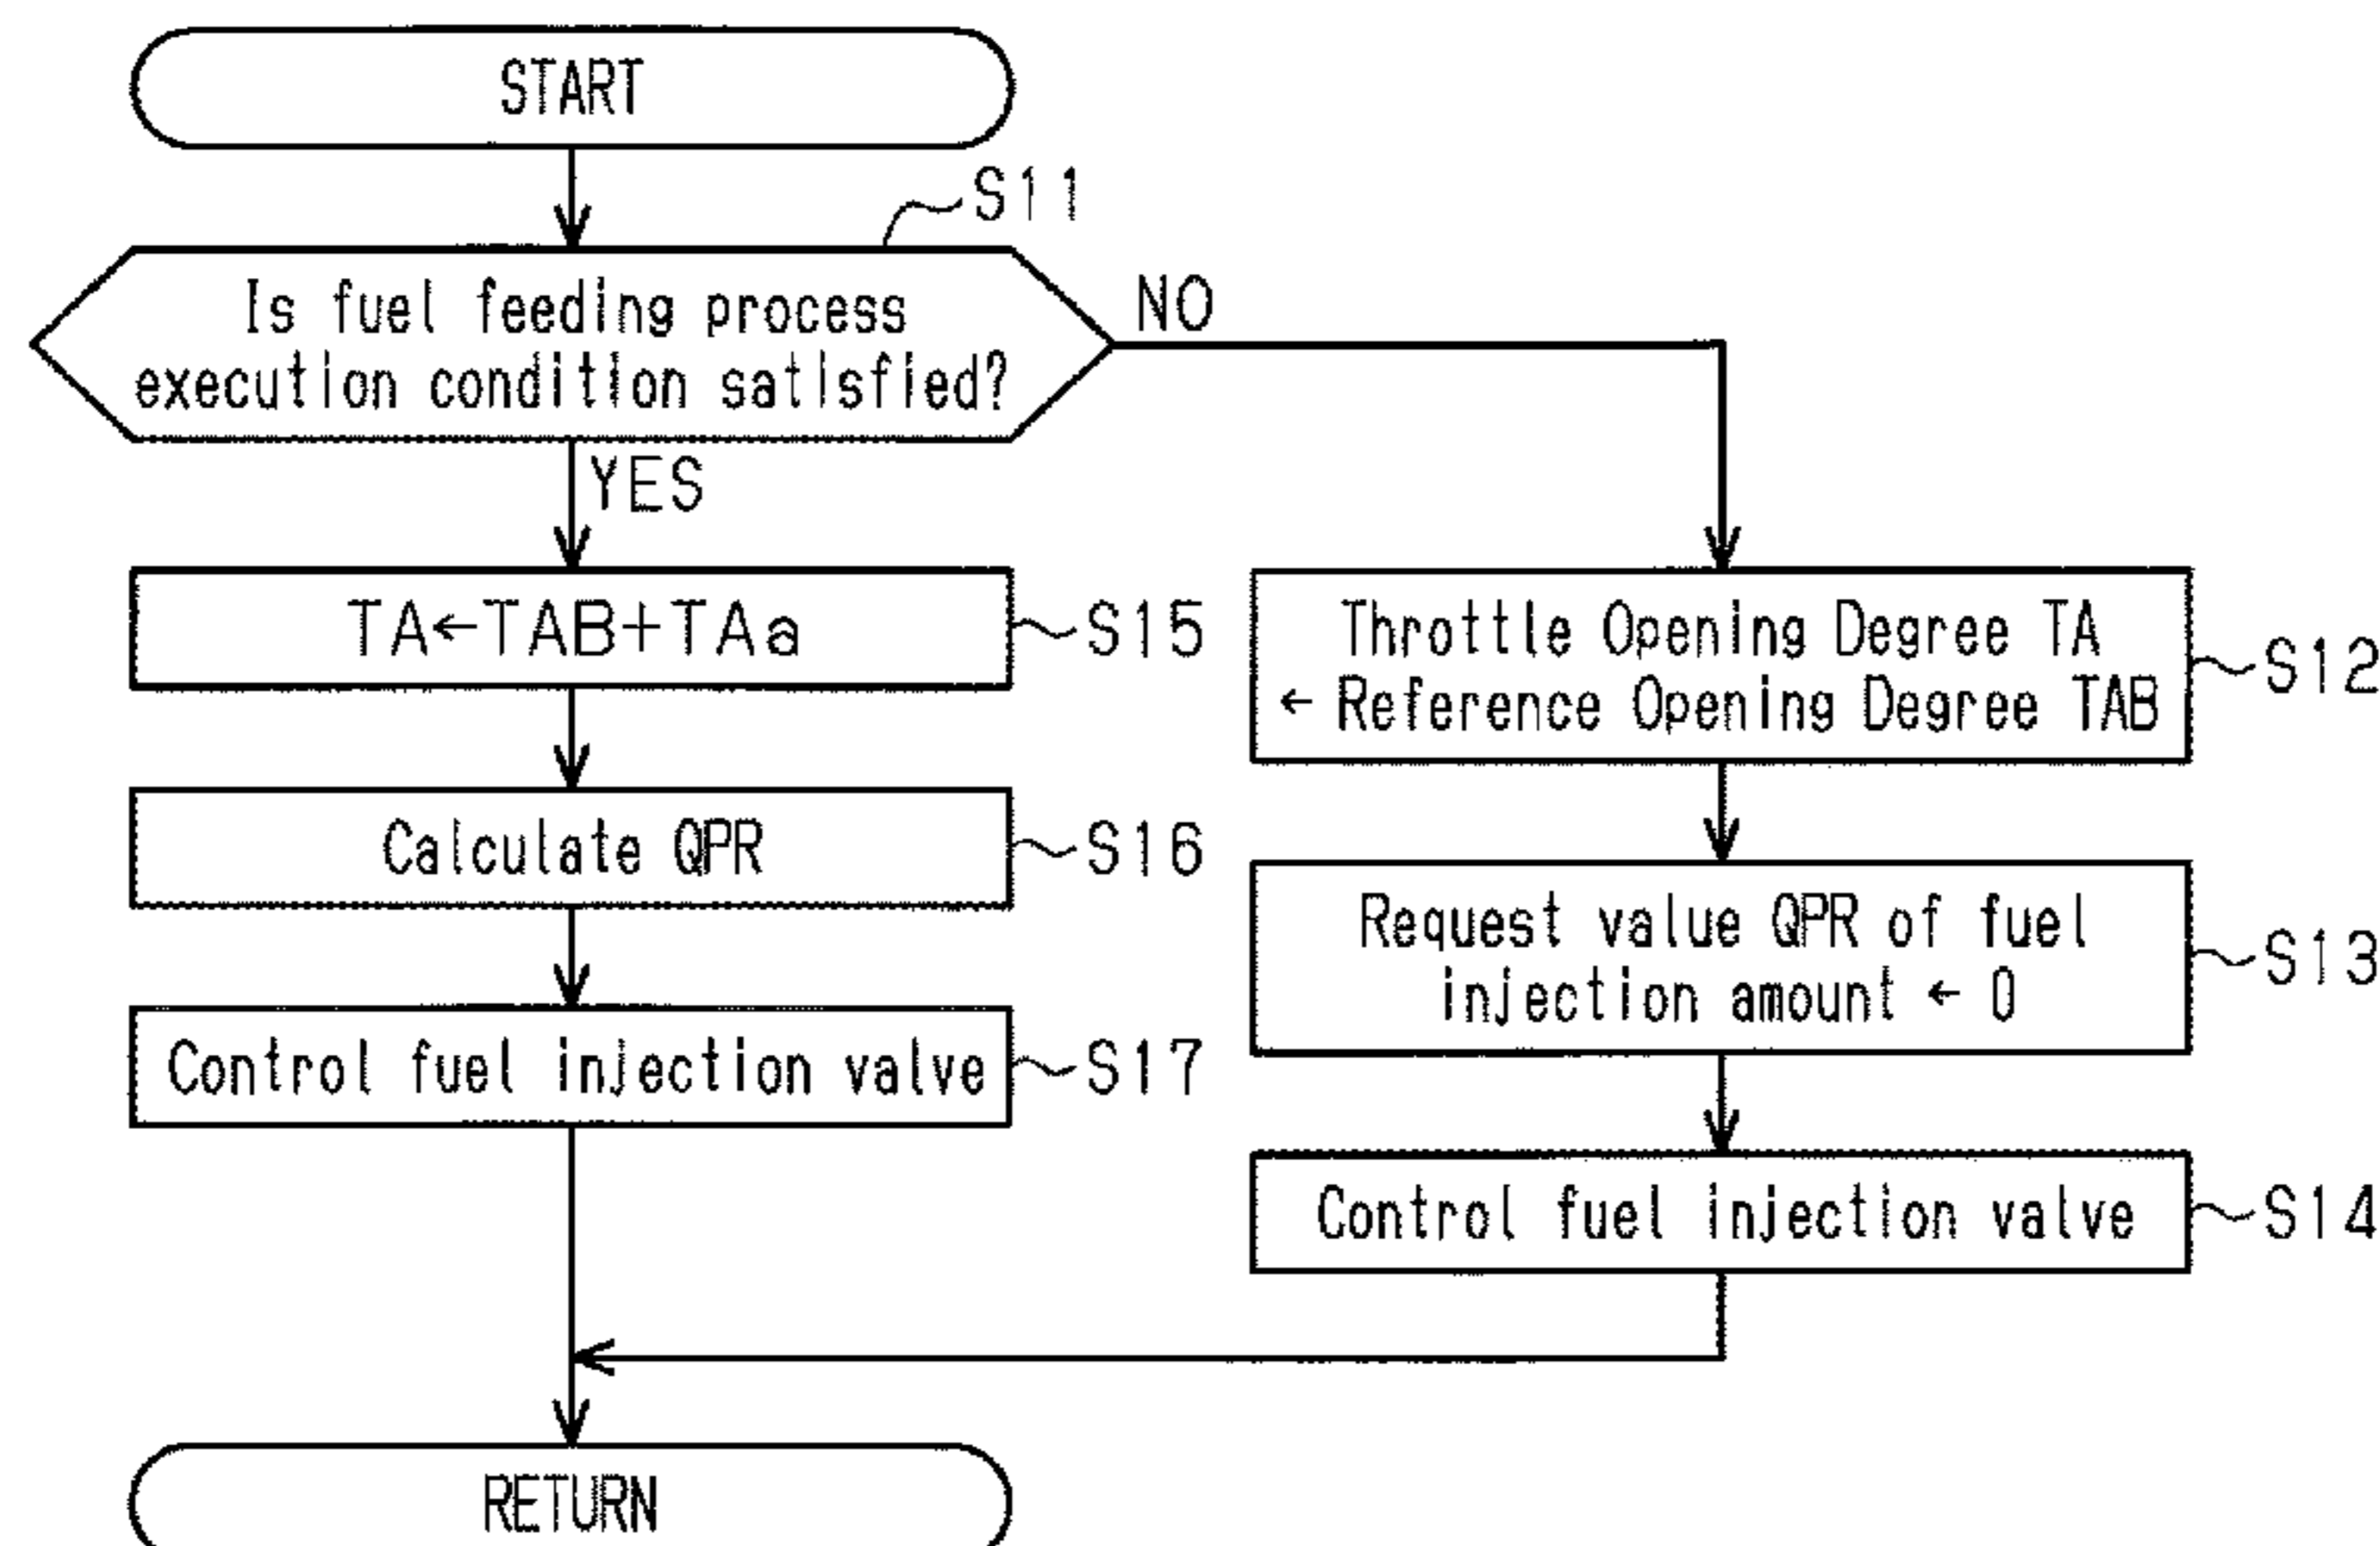 START
S11
Is fuel feeding process
execution condition satisfied?
NO
YES
TA←TAB+TAa
S15
Throttle Opening Degree TA
← Reference Opening Degree TAB
S12
Calculate QPR
S16
Request value QPR of fuel
injection amount ← 0
S13
Control fuel injection valve
S17
Control fuel injection valve
S14
RETURN